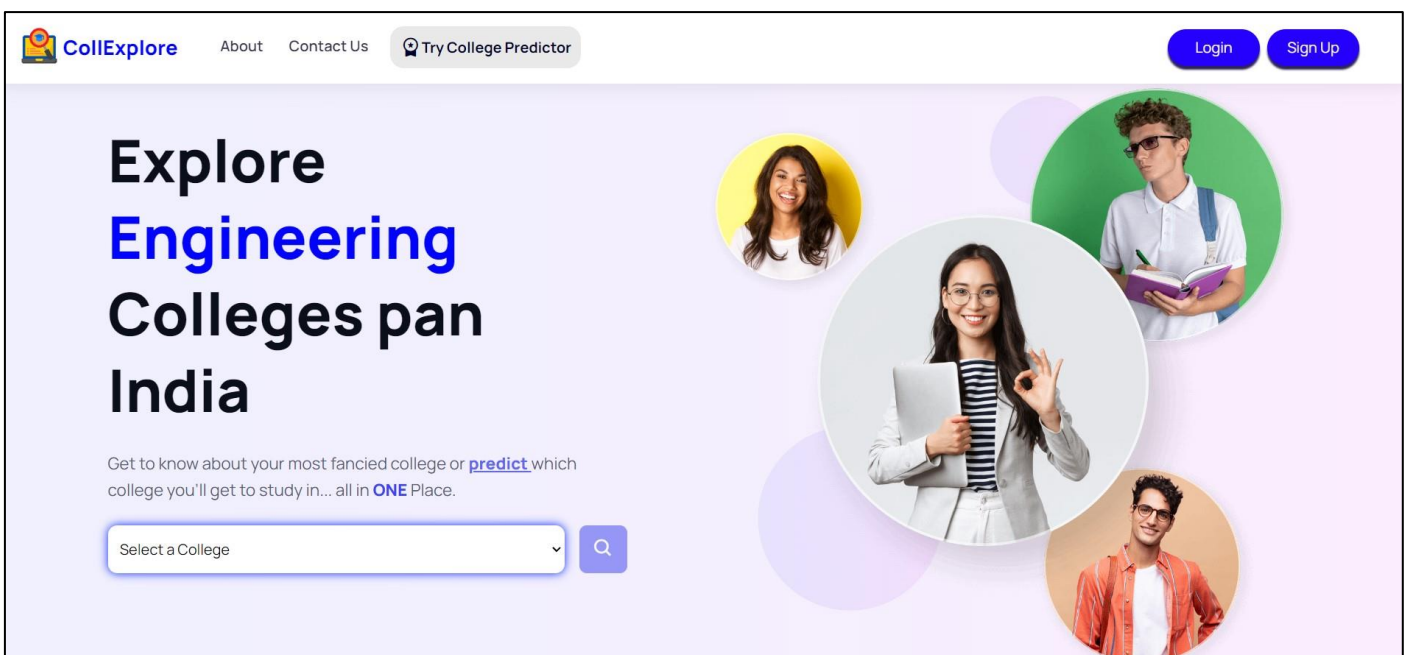 CollExplore
About
Contact Us
Try College Predictor
Login
Sign Up
Explore
Engineering
Colleges pan
India
Get to know about your most fancied college or predict which
college you'll get to study in... all in ONE Place.
Select a College